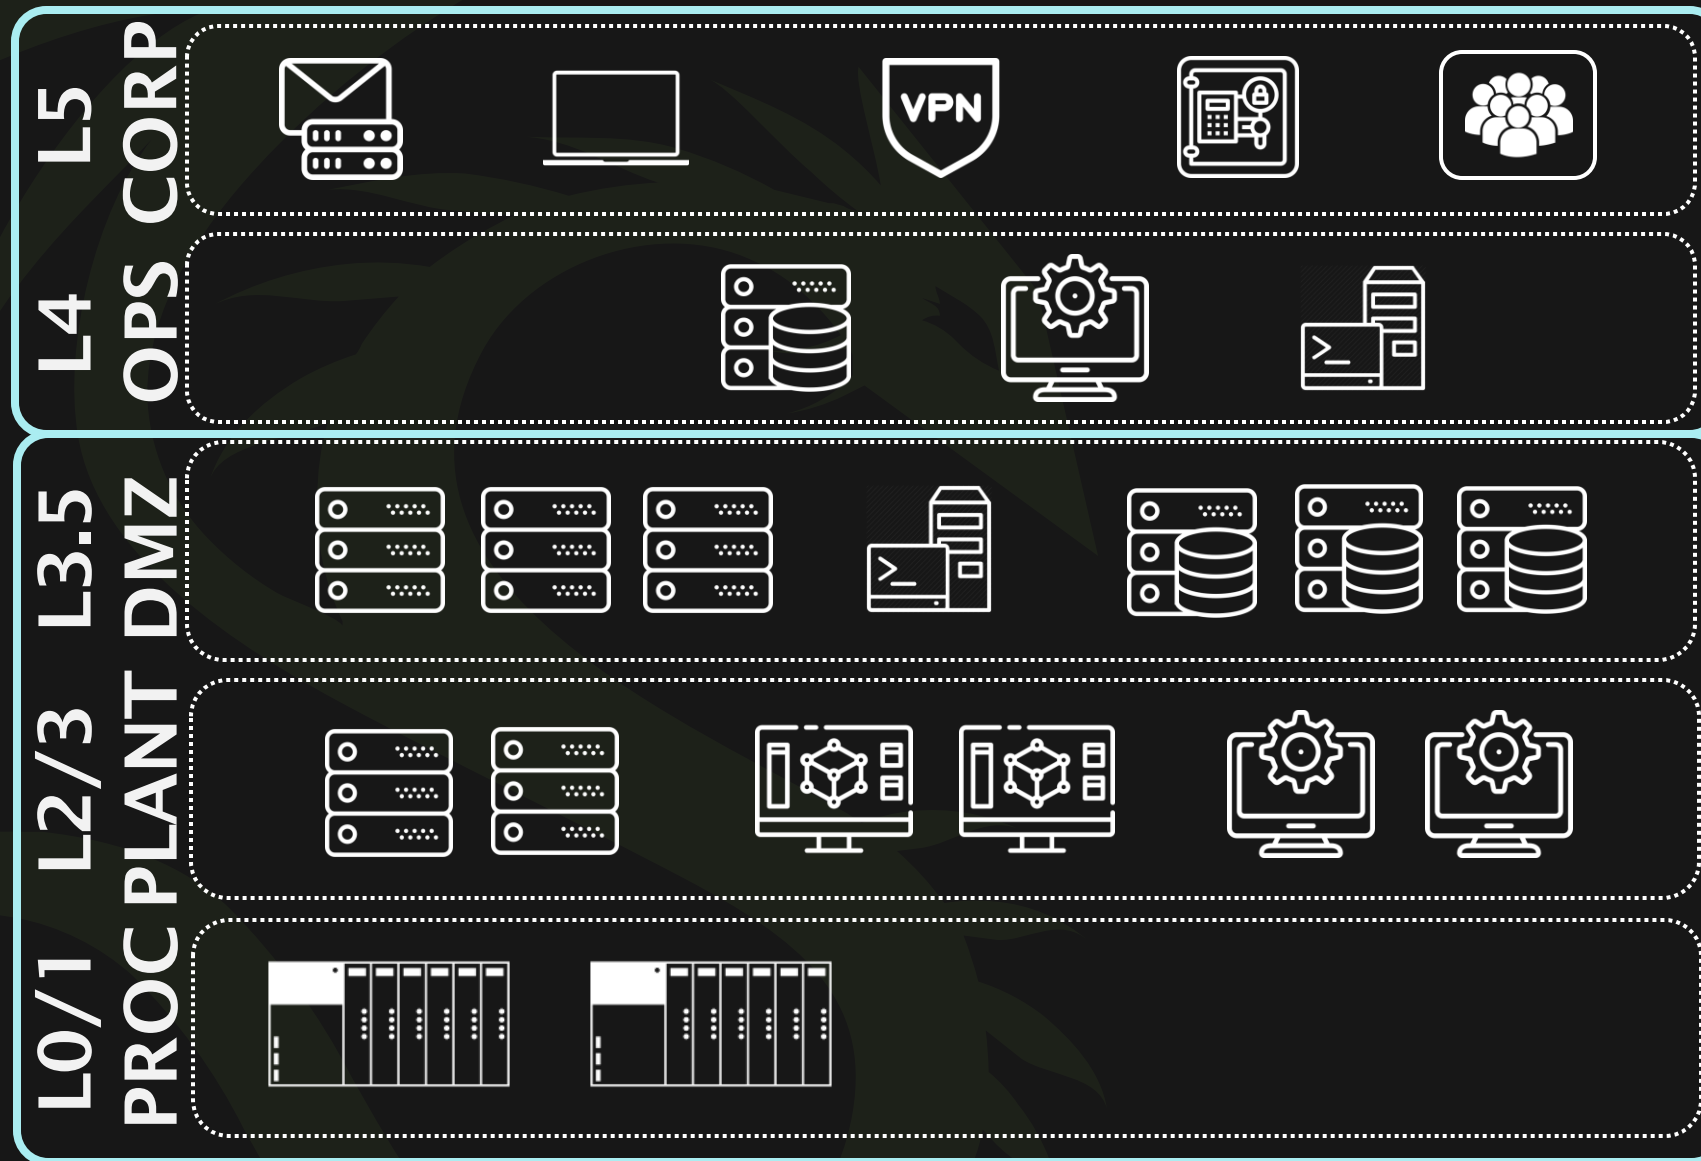 L5
CORP
VPN
L4
OPS
>_
L3.5
DMZ
>_
L2/3
PLANT
L0/1
PROC